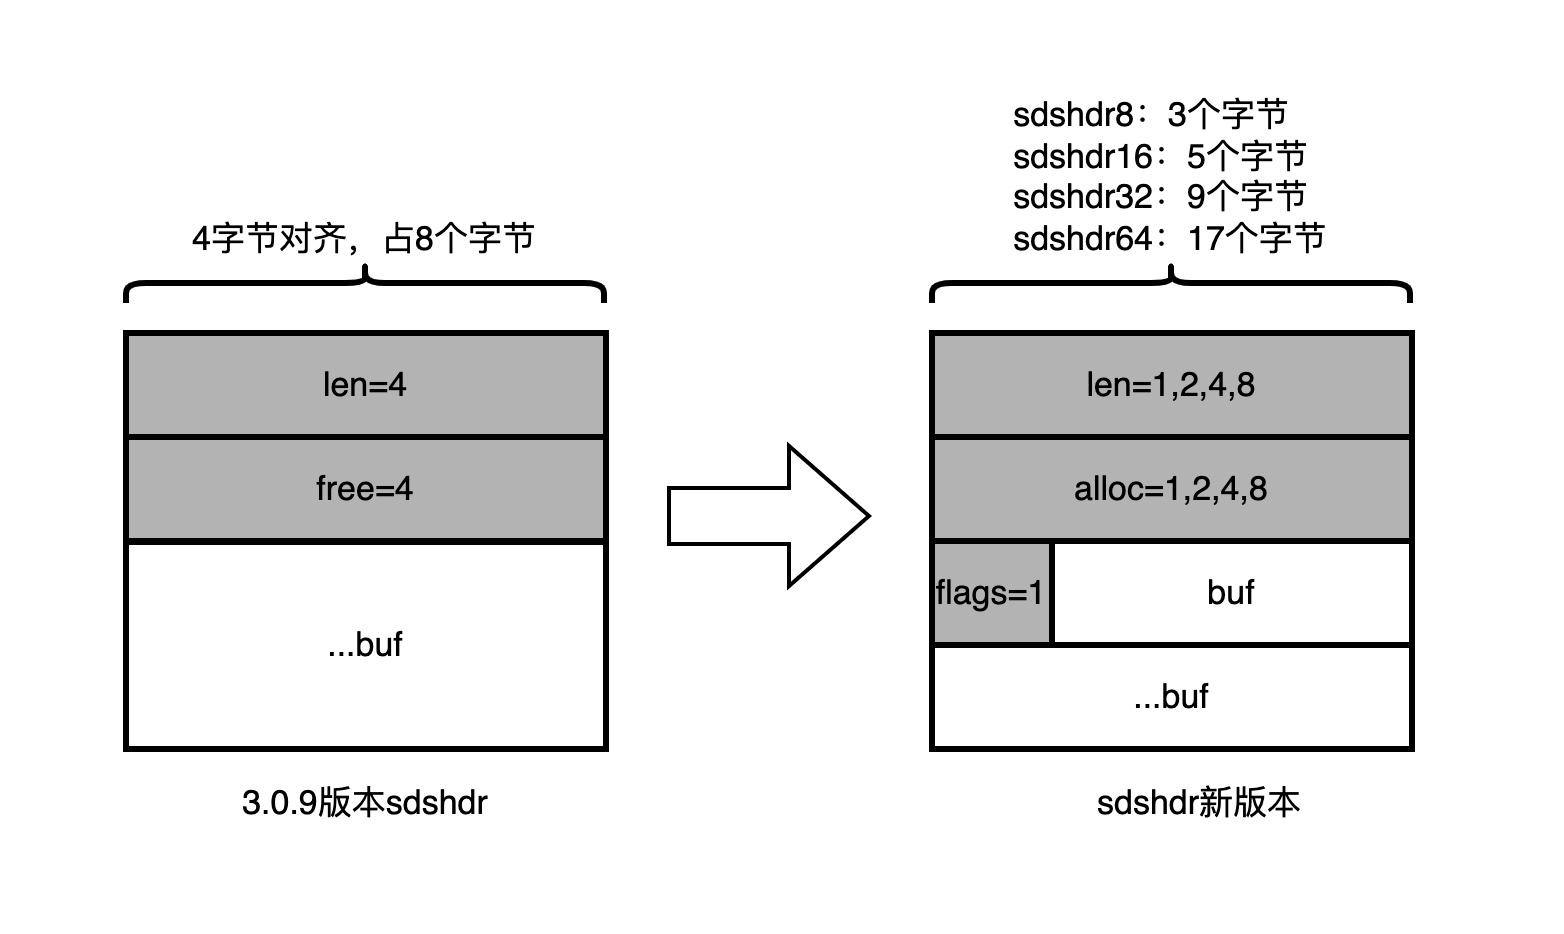 4字节对齐，占8个字节
len=4
free=4
...buf
3.0.9版本sdshdr
sdshdr8：3个字节
sdshdr16：5个字节
sdshdr32：9个字节
sdshdr64：17个字节
len=1,2,4,8
alloc=1,2,4,8
flags=1
buf
...buf
sdshdr新版本